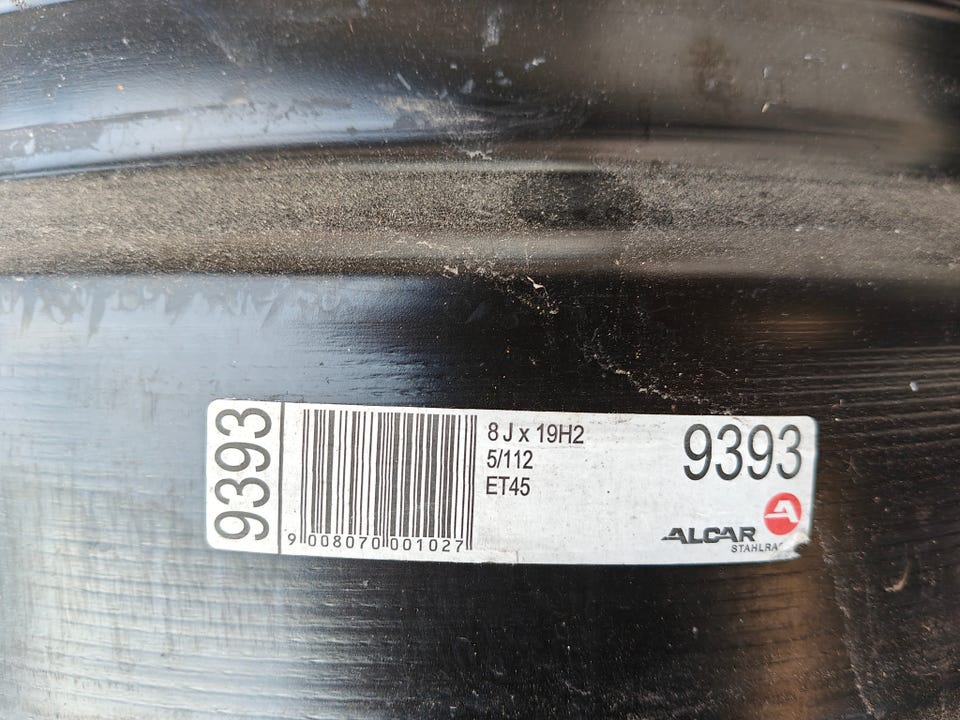 9393
9 008070 001027
8 J x 19H2
5/112
ET45
9393
ALCAR